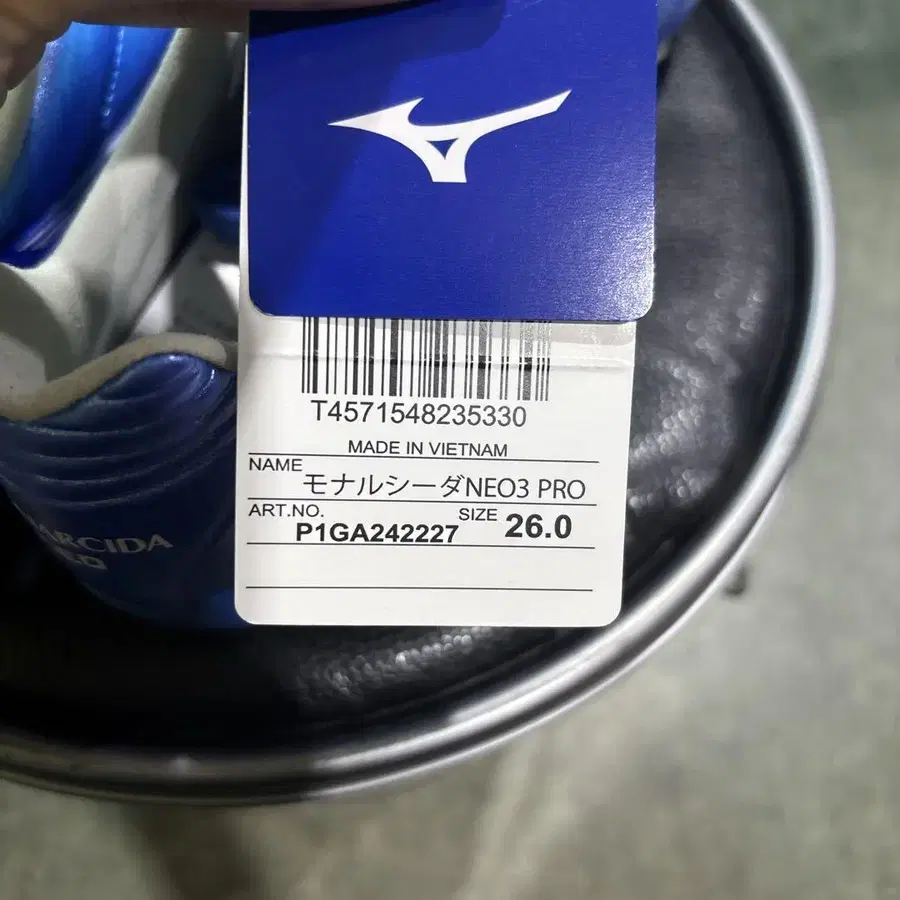 T4571548235330
MADE IN VIETNAM
NAME
モナルシーダNEO3 PRO
ART.NO.
P1GA242227
SIZE
26.0